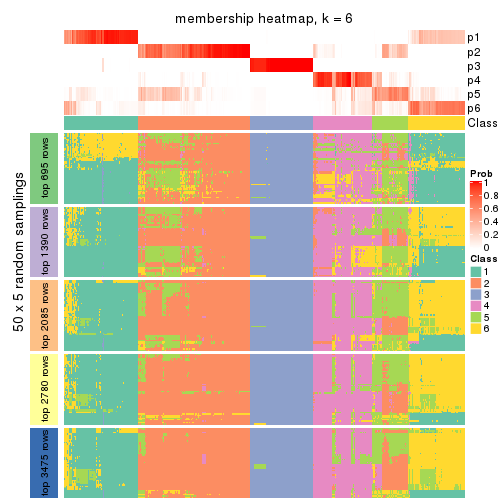 membership heatmap, k = 6
p1
p2
p3
p4
p5
p6
Class
50 x 5 random samplings
top 695 rows
top 1390 rows
top 2085 rows
top 2780 rows
top 3475 rows
Prob
1
0.8
0.6
0.4
0.2
0
Class
1
2
3
4
5
6